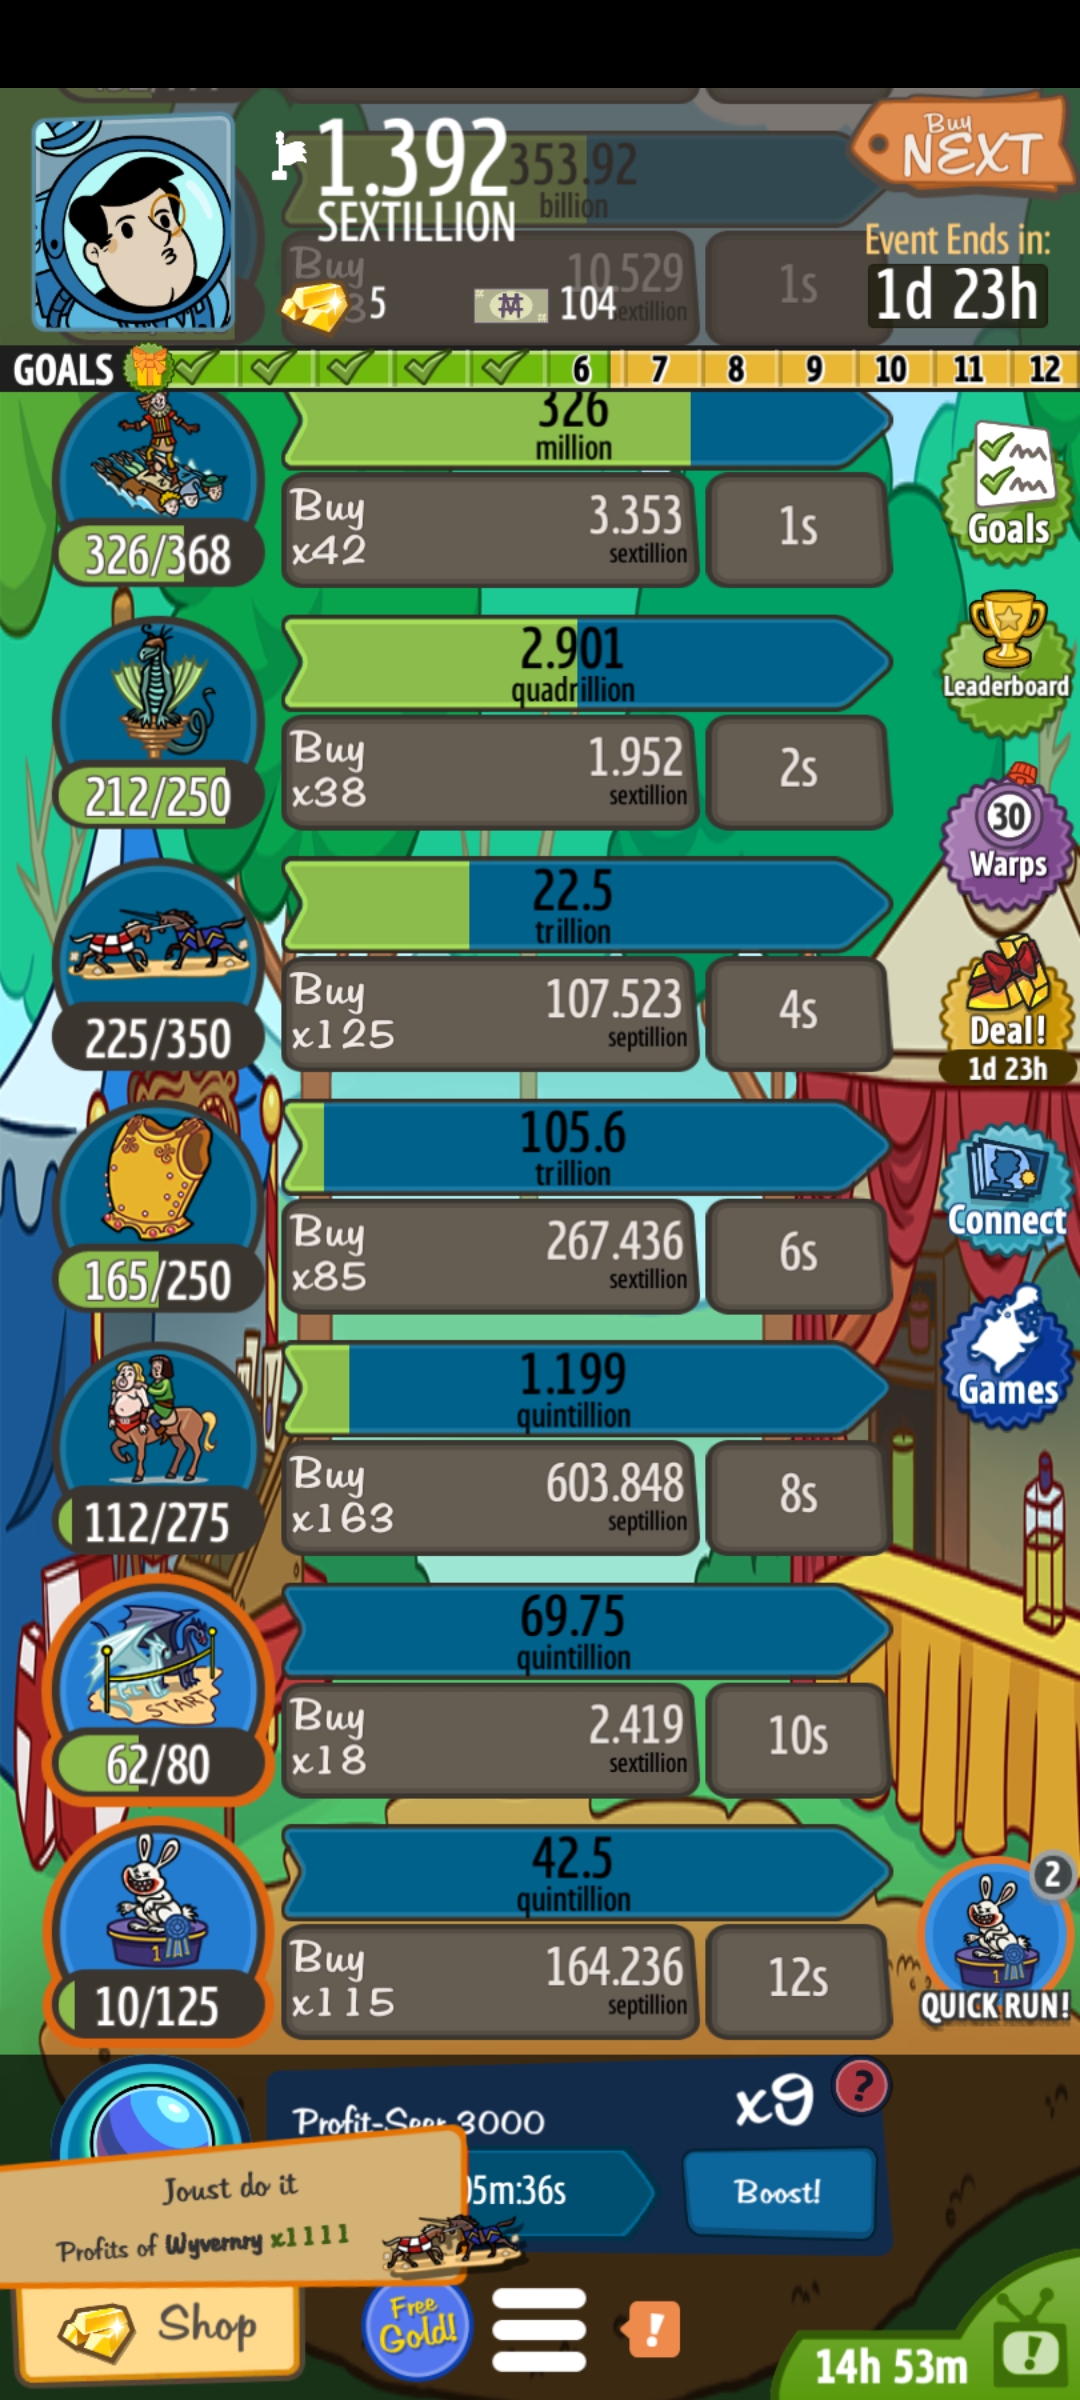 1.392
SEXTILLION
353.92
billion
Buy
NEXT
Event Ends in:
1d 23h
Buy
10.529
sextillion
1s
5
104
GOALS 6 7 8 9 10 11 12
326
million
326/368
Buy
x42
3.353
sextillion
1s
Goals
2.901
quadrillion
212/250
Buy
x38
1.952
sextillion
2s
Leaderboard
22.5
trillion
225/350
Buy
x125
107.523
septillion
4s
30
Warps
Deal!
1d 23h
105.6
trillion
165/250
Buy
x85
267.436
sextillion
6s
Connect
1.199
quintillion
112/275
Buy
x163
603.848
septillion
8s
Games
69.75
quintillion
START
62/80
Buy
x18
2.419
sextillion
10s
42.5
quintillion
1
10/125
Buy
x115
164.236
septillion
12s
2
1
QUICK RUN!
Profit-Seer 3000
x9
?
05m:36s
Boost!
Joust do it
Profits of Wyvernry x1111
Shop
Free
Gold!
!
14h 53m
!